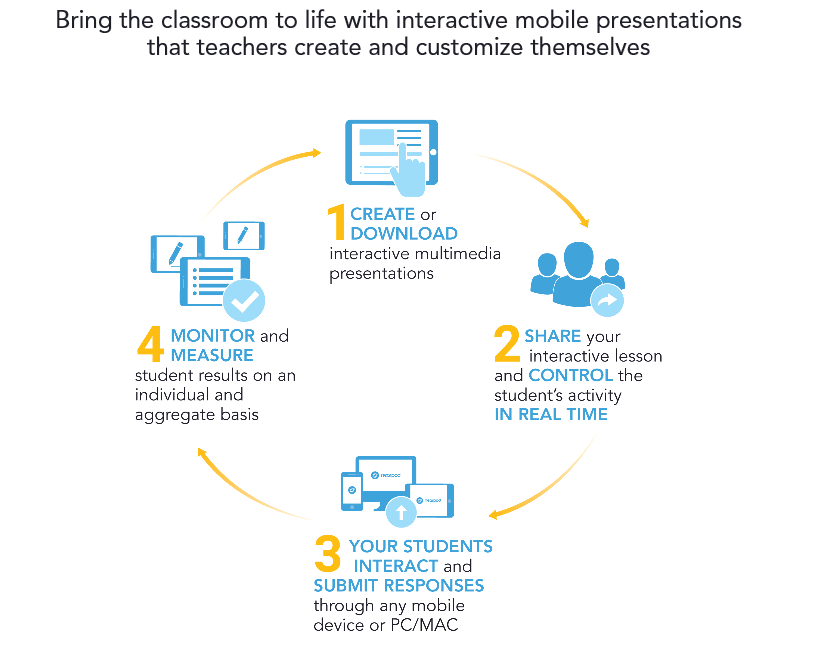 Bring the classroom to life with interactive mobile presentations
that teachers create and customize themselves
1 CREATE or
DOWNLOAD
interactive multimedia
presentations
2 SHARE your
interactive lesson
and CONTROL the
student's activity
IN REAL TIME
3 YOUR STUDENTS
INTERACT and
SUBMIT RESPONSES
through any mobile
device or PC/MAC
4 MONITOR and
MEASURE
student results on an
individual and
aggregate basis